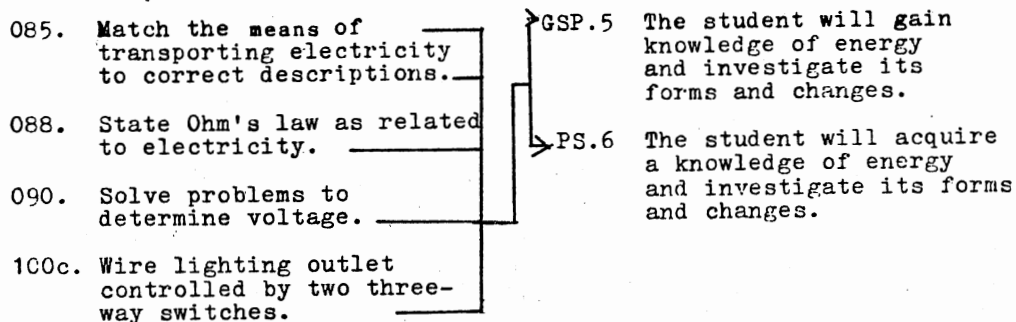 085. Match the means of
transporting electricity
to correct descriptions.
088. State Ohm's law as related
to electricity.
090. Solve problems to
determine voltage.
100c. Wire lighting outlet
controlled by two three-
way switches.
GSP.5 The student will gain
knowledge of energy
and investigate its
forms and changes.
PS.6 The student will acquire
a knowledge of energy
and investigate its forms
and changes.